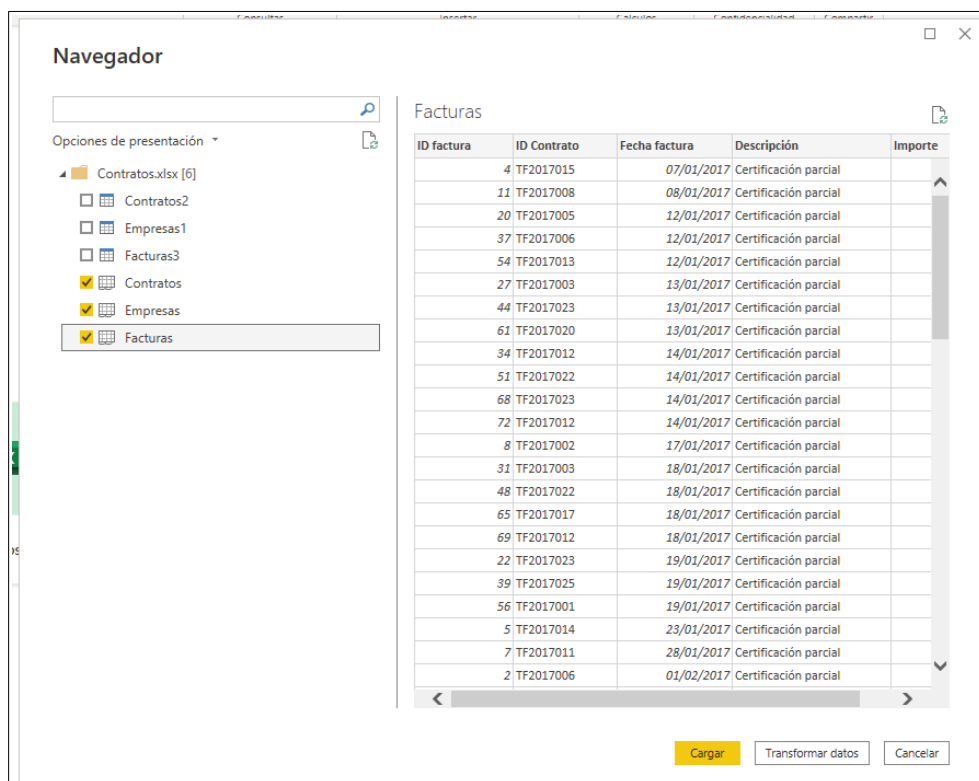 Consultas Insertar Cálculos Confidencialidad Compartir
Navegador
Opciones de presentación
Contratos.xlsx [6]
Contratos2
Empresas1
Facturas3
Contratos
Empresas
Facturas
Facturas
ID factura ID Contrato Fecha factura Descripción Importe
4 TF2017015 07/01/2017 Certificación parcial
11 TF2017008 08/01/2017 Certificación parcial
20 TF2017005 12/01/2017 Certificación parcial
37 TF2017006 12/01/2017 Certificación parcial
54 TF2017013 12/01/2017 Certificación parcial
27 TF2017003 13/01/2017 Certificación parcial
44 TF2017023 13/01/2017 Certificación parcial
61 TF2017020 13/01/2017 Certificación parcial
34 TF2017012 14/01/2017 Certificación parcial
51 TF2017022 14/01/2017 Certificación parcial
68 TF2017023 14/01/2017 Certificación parcial
72 TF2017012 14/01/2017 Certificación parcial
8 TF2017002 17/01/2017 Certificación parcial
31 TF2017003 18/01/2017 Certificación parcial
48 TF2017022 18/01/2017 Certificación parcial
65 TF2017017 18/01/2017 Certificación parcial
69 TF2017012 18/01/2017 Certificación parcial
22 TF2017023 19/01/2017 Certificación parcial
39 TF2017025 19/01/2017 Certificación parcial
56 TF2017001 19/01/2017 Certificación parcial
5 TF2017014 23/01/2017 Certificación parcial
7 TF2017011 28/01/2017 Certificación parcial
2 TF2017006 01/02/2017 Certificación parcial
Cargar Transformar datos Cancelar